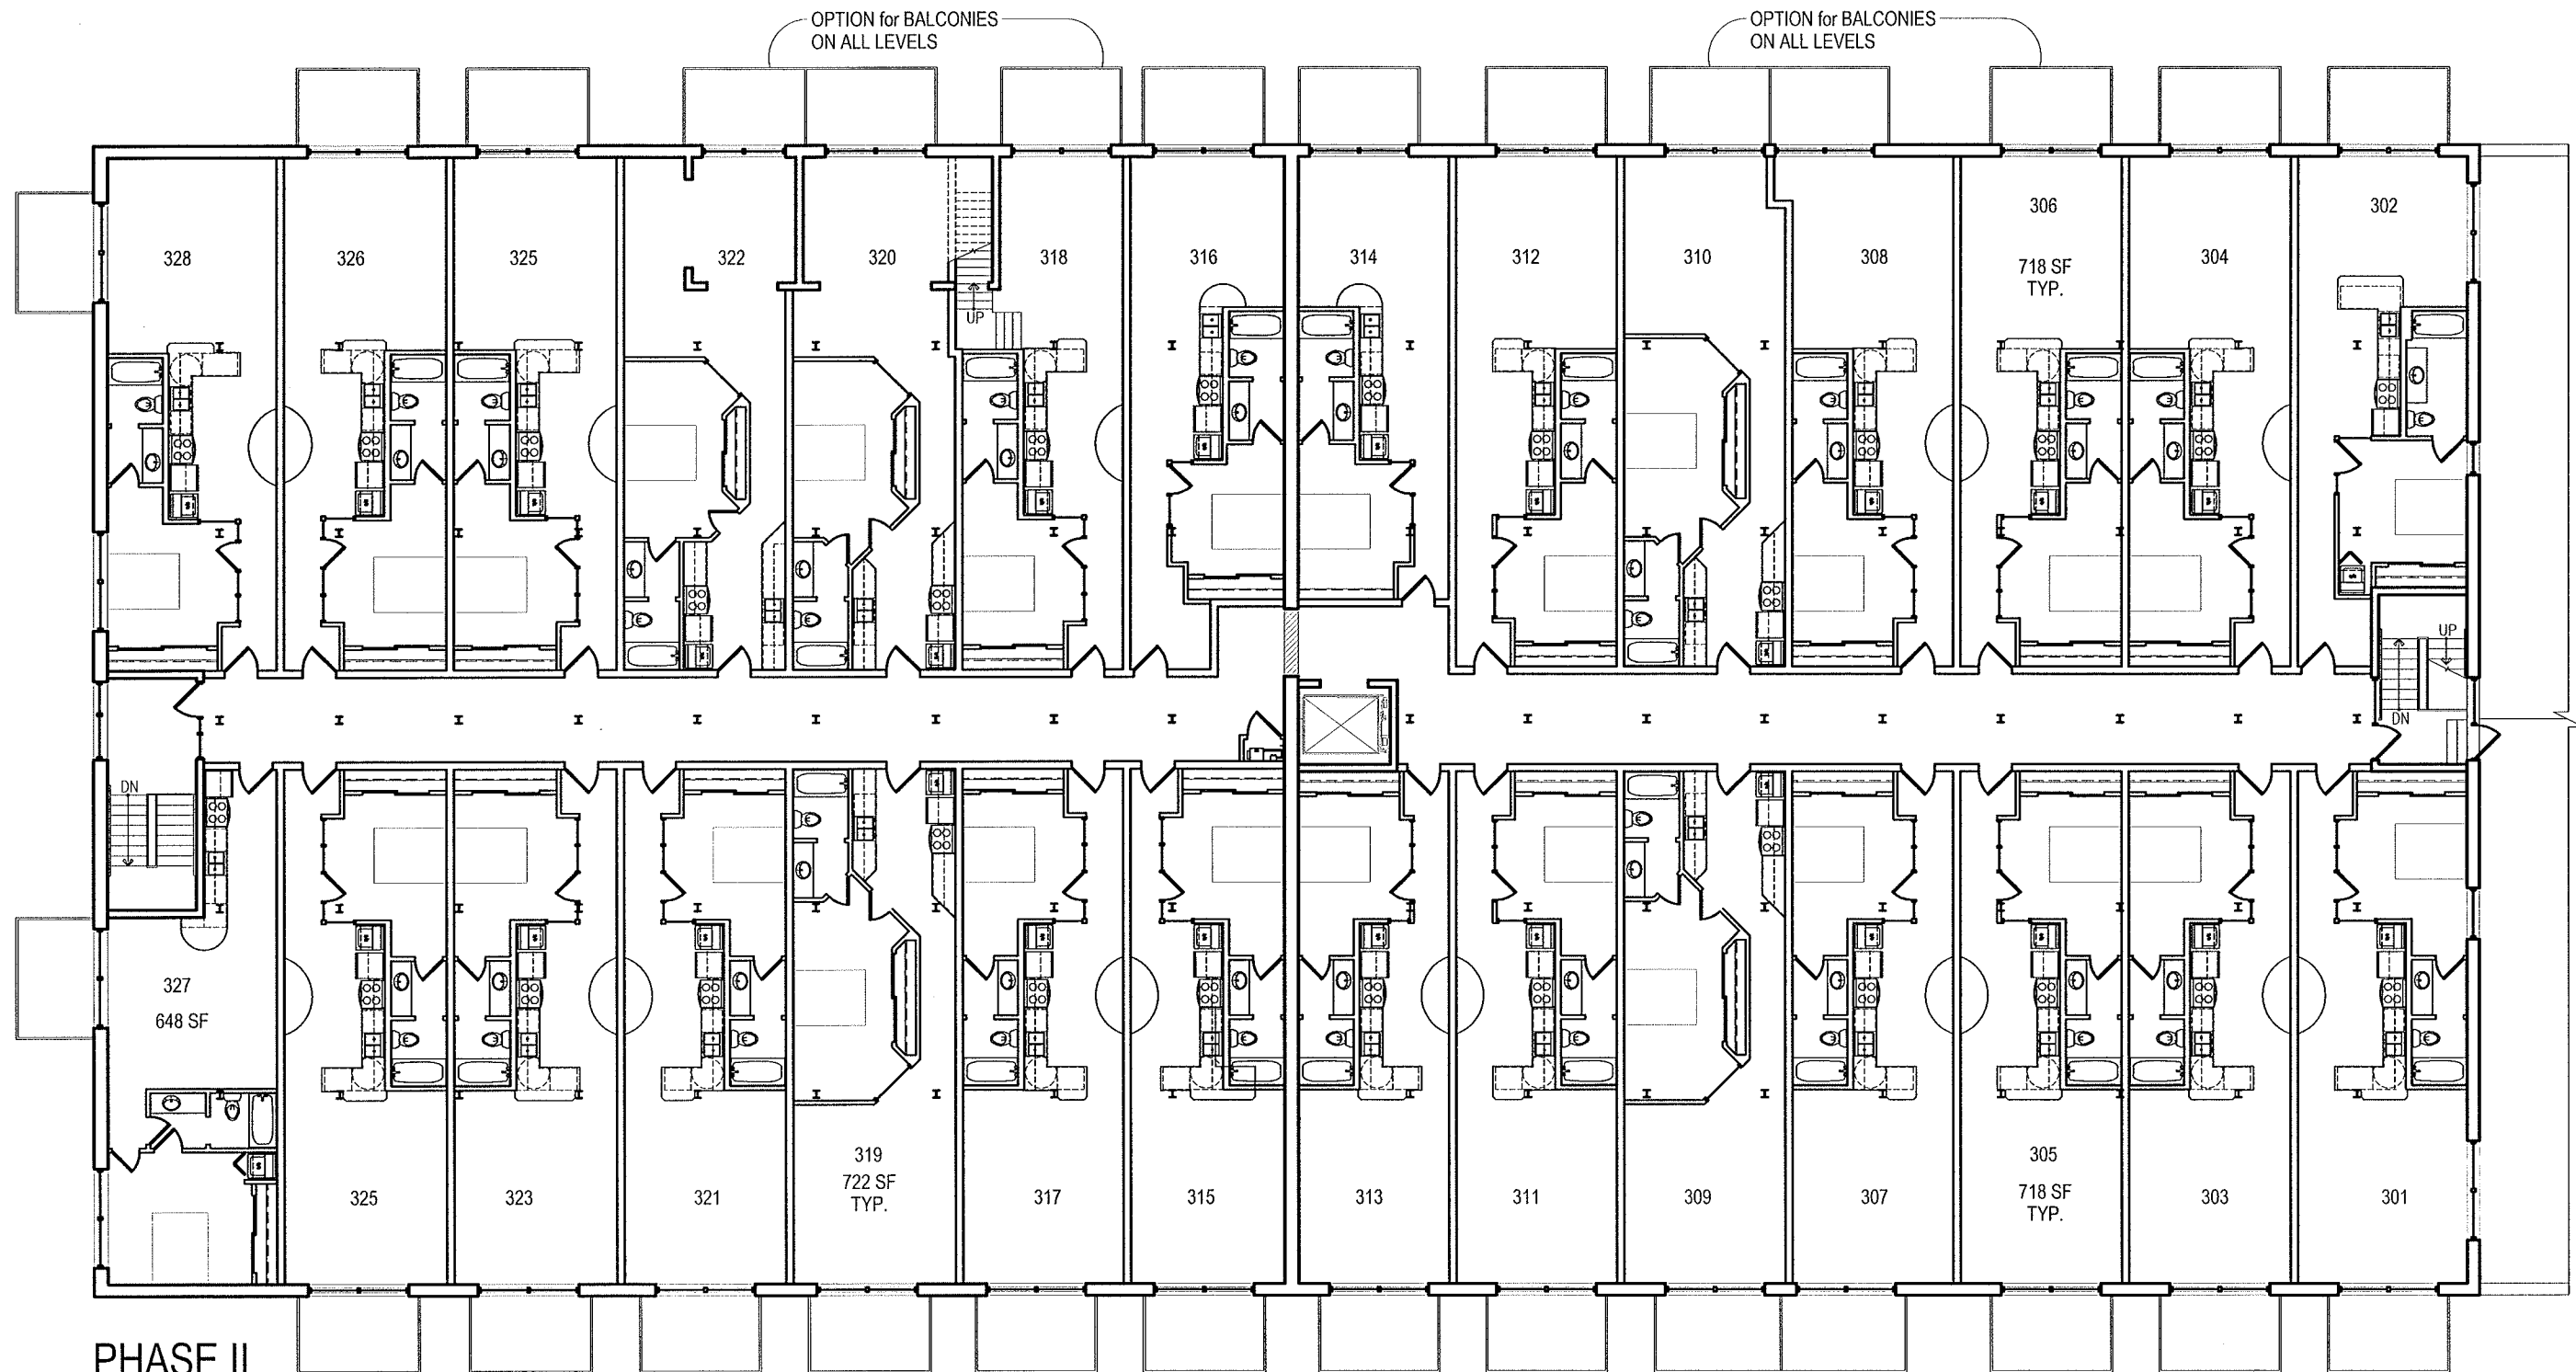 OPTION for BALCONIES
ON ALL LEVELS
OPTION for BALCONIES
ON ALL LEVELS
306
302
328
326
325
322
320
318
316
314
312
310
308
718 SF
TYP.
304
UP
UP
DN
DN
327
648 SF
319
722 SF
TYP.
305
718 SF
TYP.
325
323
321
317
315
313
311
309
307
303
301
PHASE II